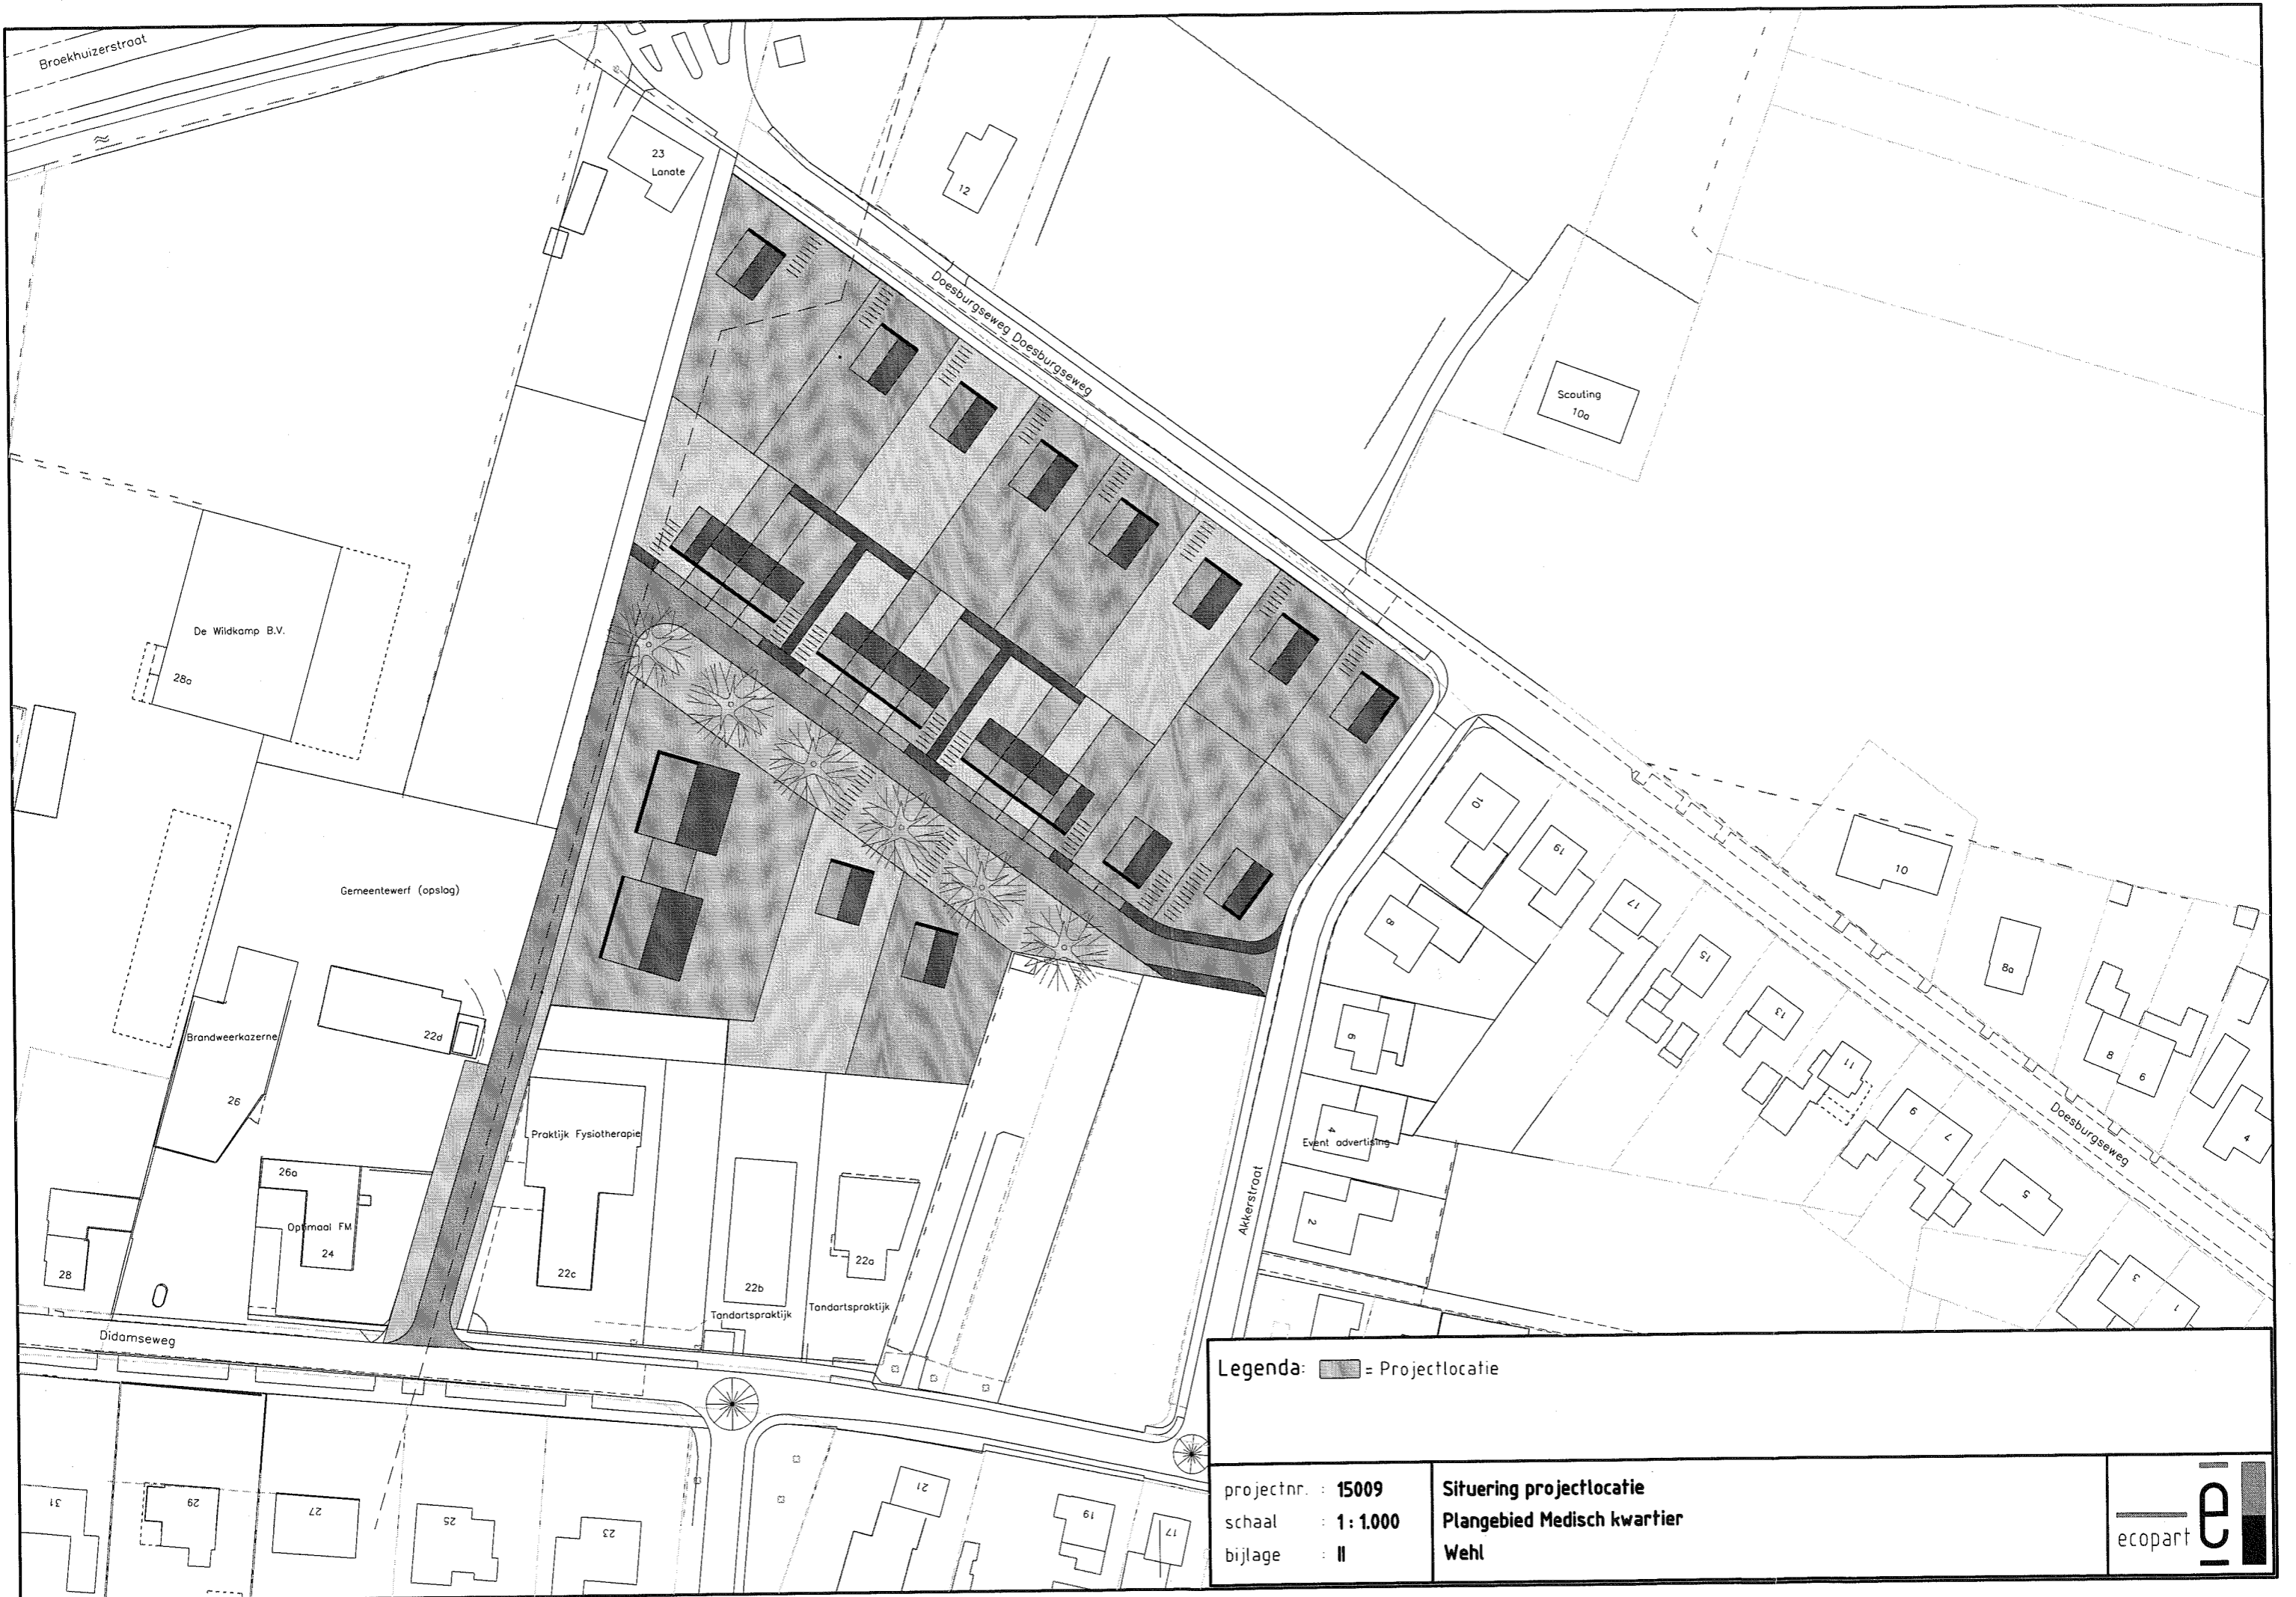 Broekhuizerstraat
23
Lanate
12
Doesburgseweg Doesburgseweg
Scouting
10a
De Wildkamp B.V.
28a
Gemeentewerf (opslag)
10
19
8
17
15
10
8a
13
6
11
8
6
4
9
7
5
3
1
Doesburgseweg
Brandweerkazerne
26
22d
26a
Optimaal FM
24
28
Praktijk Fysiotherapie
22c
22b
Tandartspraktijk
22a
Tandartspraktijk
4
Event advertising
2
Akkerstraat
Didamseweg
31
29
27
25
23
21
19
17
Legenda: = Projectlocatie
projectnr. : 15009
schaal : 1 : 1.000
bijlage : II
Situering projectlocatie
Plangebied Medisch kwartier
Wehl
ecopart
e